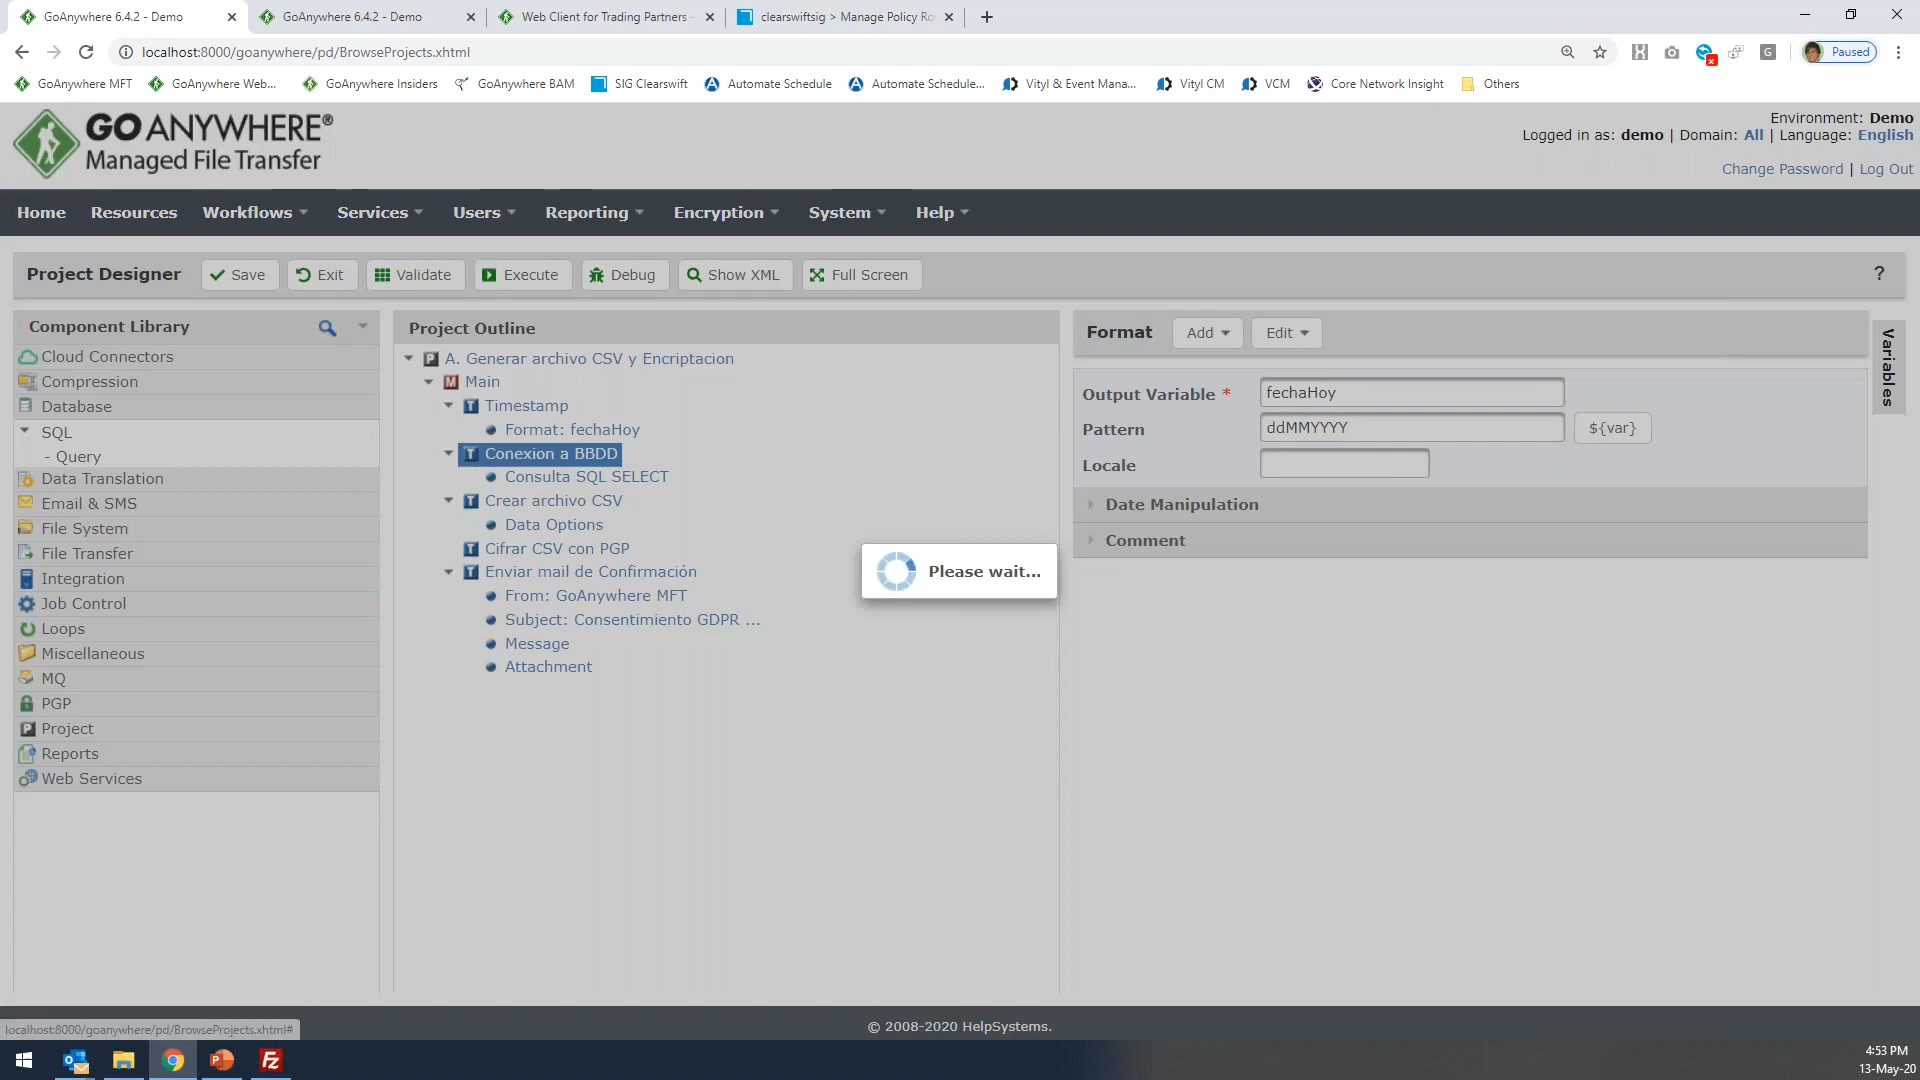 GoAnywhere 6.4.2 - Demo
GoAnywhere 6.4.2 - Demo
Web Client for Trading Partners -
clearswiftsig > Manage Policy Ro
localhost:8000/goanywhere/pd/BrowseProjects.xhtml
Paused
GoAnywhere MFT
GoAnywhere Web...
GoAnywhere Insiders
GoAnywhere BAM
SIG Clearswift
Automate Schedule
Automate Schedule...
Vityl & Event Mana...
Vityl CM
VCM
Core Network Insight
Others
GO ANYWHERE®
Managed File Transfer
Environment: Demo
Logged in as: demo | Domain: All | Language: English
Change Password | Log Out
Home
Resources
Workflows
Services
Users
Reporting
Encryption
System
Help
Project Designer
Save
Exit
Validate
Execute
Debug
Show XML
Full Screen
?
Component Library
Cloud Connectors
Compression
Database
SQL
- Query
Data Translation
Email & SMS
File System
File Transfer
Integration
Job Control
Loops
Miscellaneous
MQ
PGP
Project
Reports
Web Services
Project Outline
A. Generar archivo CSV y Encriptacion
Main
Timestamp
Format: fechaHoy
Conexion a BBDD
Consulta SQL SELECT
Crear archivo CSV
Data Options
Cifrar CSV con PGP
Enviar mail de Confirmación
From: GoAnywhere MFT
Subject: Consentimiento GDPR ...
Message
Attachment
Please wait...
Format
Add
Edit
Output Variable *
fechaHoy
Pattern
ddMMYYYY
${var}
Locale
Date Manipulation
Comment
Variables
© 2008-2020 HelpSystems.
localhost:8000/goanywhere/pd/BrowseProjects.xhtml#
4:53 PM
13-May-20